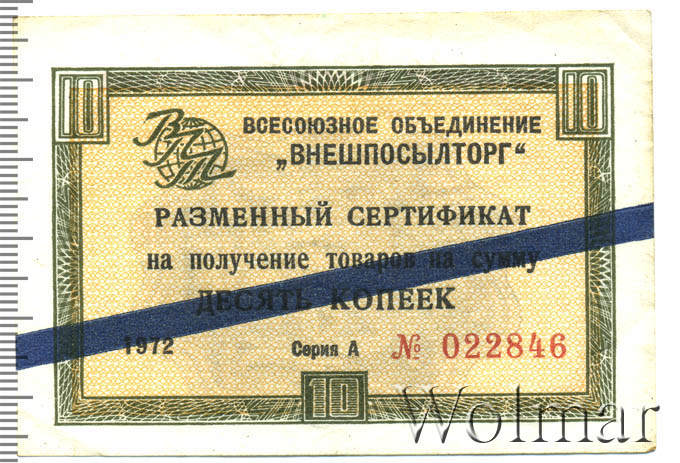 10 10
ВПТ
ВСЕСОЮЗНОЕ ОБЪЕДИНЕНИЕ
„ВНЕШПОСЫЛТОРГ“
РАЗМЕННЫЙ СЕРТИФИКАТ
на получение товаров на сумму
ДЕСЯТЬ КОПЕЕК
1972 Серия А № 022846
10
Wolmar